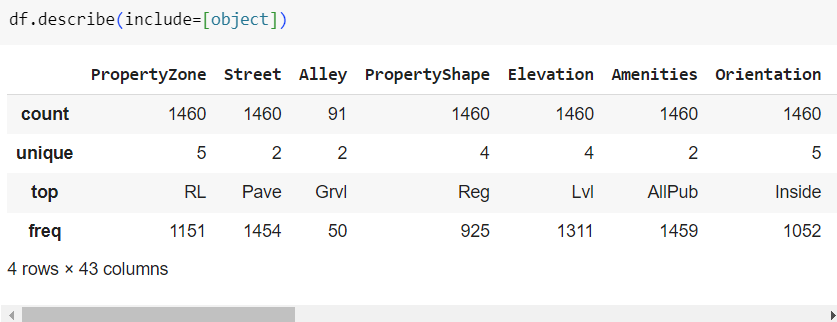 df.describe(include=[object])
PropertyZone Street Alley PropertyShape Elevation Amenities Orientation
count 1460 1460 91 1460 1460 1460 1460
unique 5 2 2 4 4 2 5
top RL Pave Grvl Reg Lvl AllPub Inside
freq 1151 1454 50 925 1311 1459 1052
4 rows × 43 columns